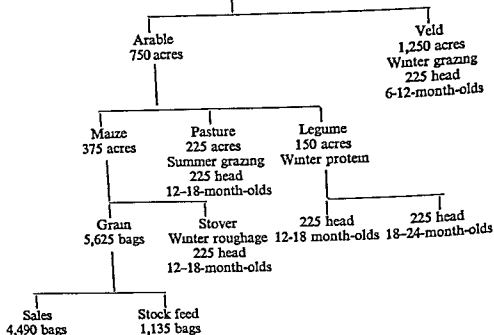 Arable
750 acres
Veld
1,250 acres
Winter grazing
225 head
6-12-month-olds
Maize
375 acres
Pasture
225 acres
Summer grazing
225 head
12-18-month-olds
Legume
150 acres
Winter protein
Grain
5,625 bags
Stover
Winter roughage
225 head
12-18-month-olds
225 head
12-18 month-olds
225 head
18-24-month-olds
Sales
4,490 bags
Stock feed
1,135 bags